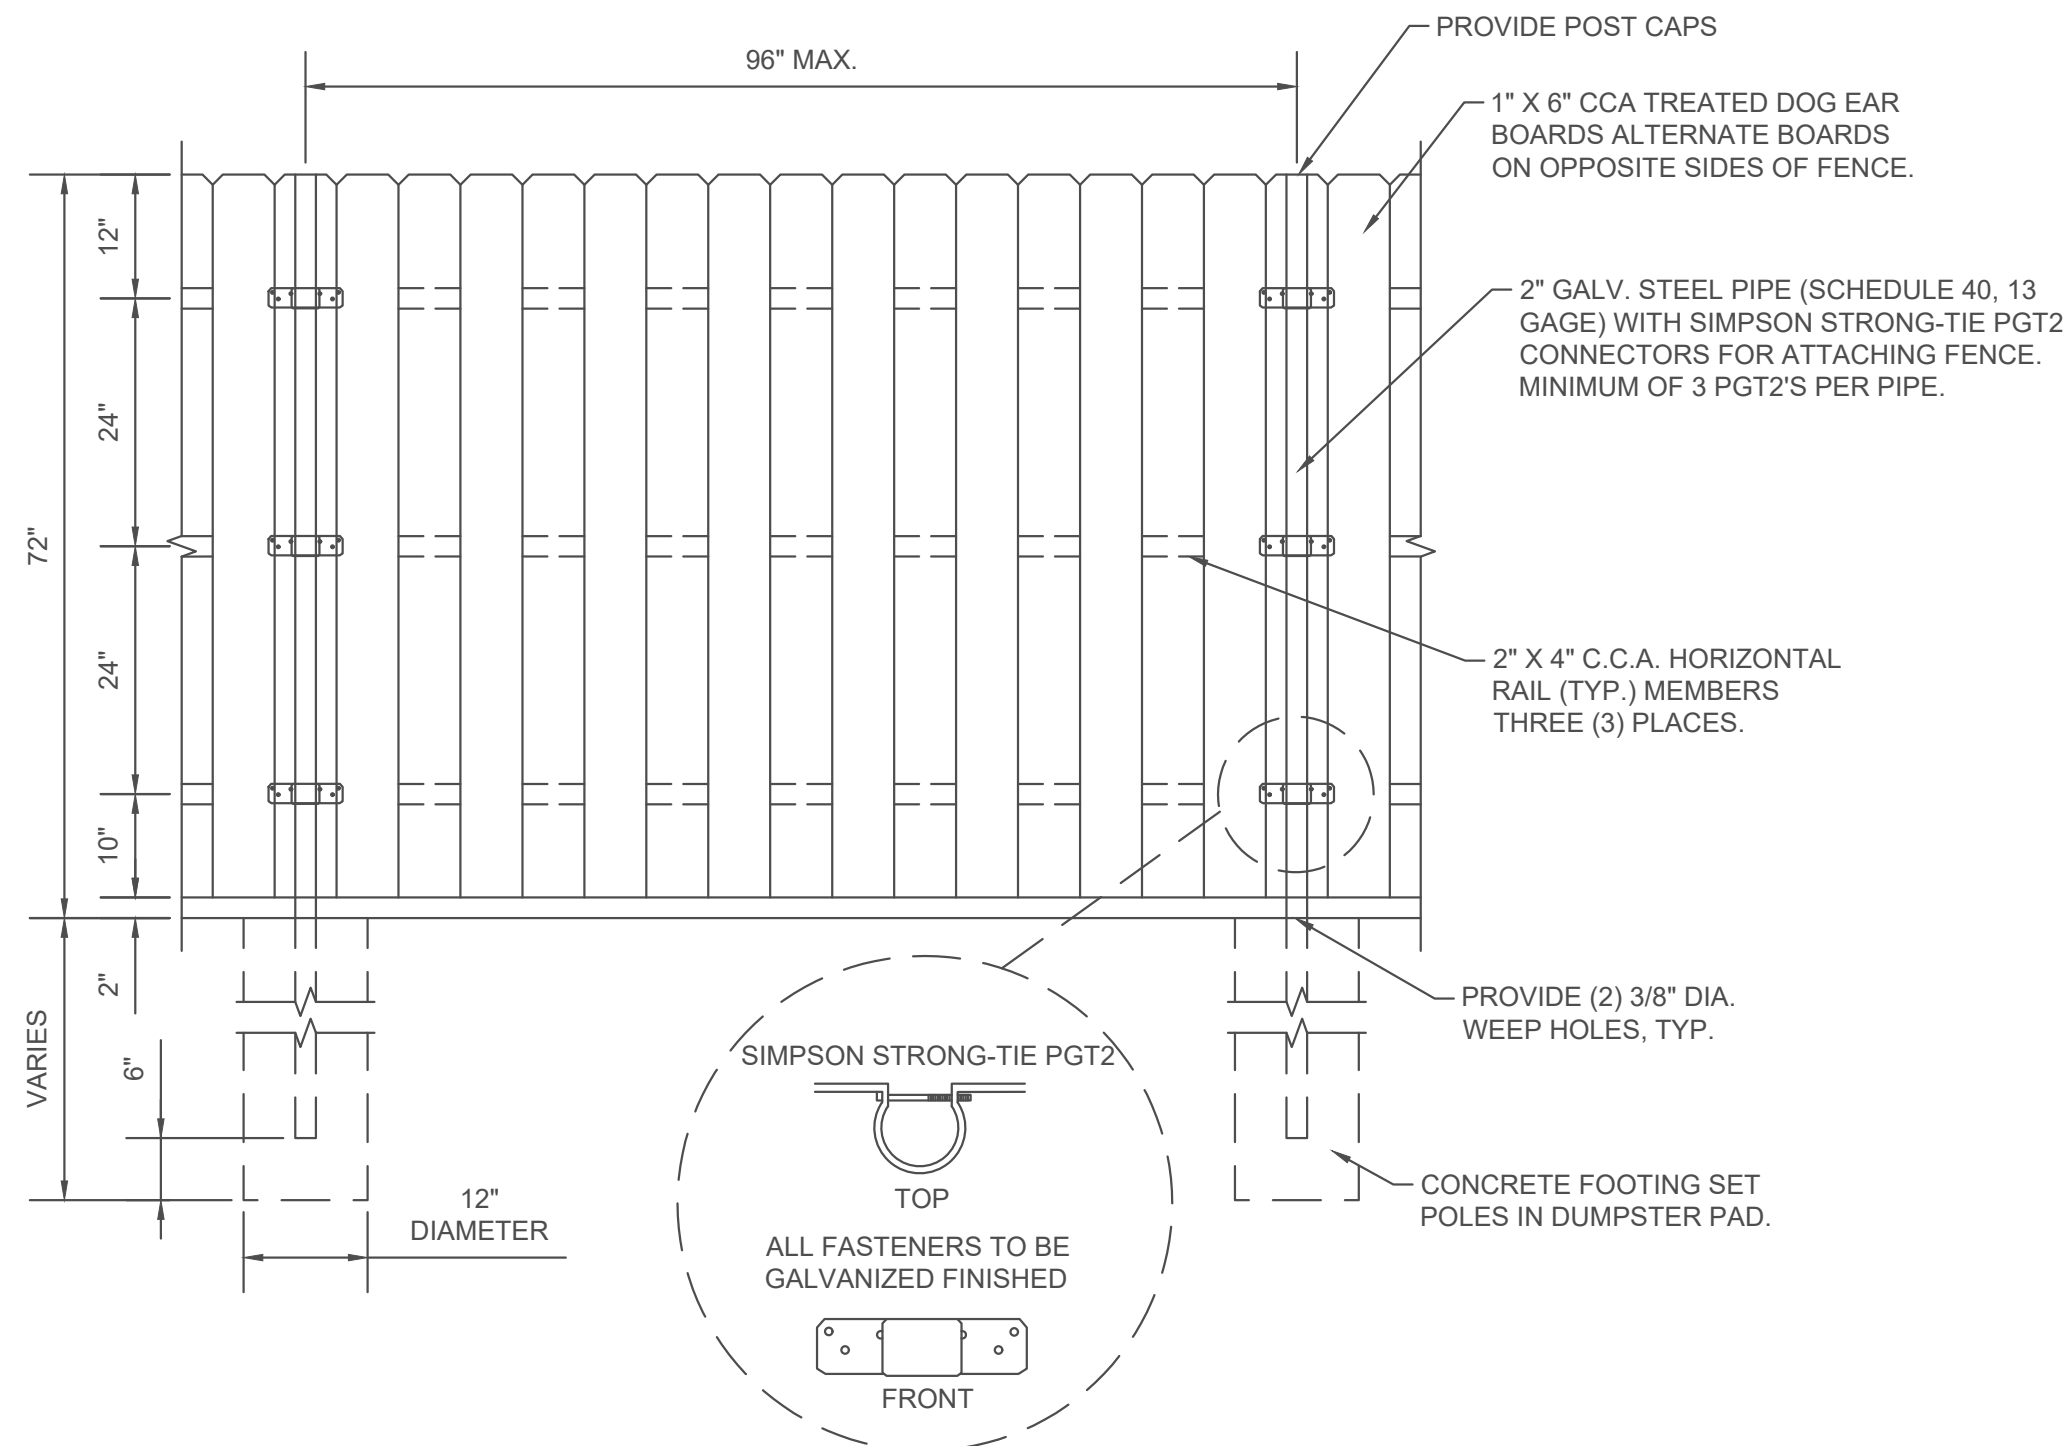 PROVIDE POST CAPS
96" MAX.
1" X 6" CCA TREATED DOG EAR
BOARDS ALTERNATE BOARDS
ON OPPOSITE SIDES OF FENCE.
12"
2" GALV. STEEL PIPE (SCHEDULE 40, 13
GAGE) WITH SIMPSON STRONG-TIE PGT2
CONNECTORS FOR ATTACHING FENCE.
MINIMUM OF 3 PGT2'S PER PIPE.
24"
72"
24"
2" X 4" C.C.A. HORIZONTAL
RAIL (TYP.) MEMBERS
THREE (3) PLACES.
10"
2"
PROVIDE (2) 3/8" DIA.
WEEP HOLES, TYP.
VARIES
6"
SIMPSON STRONG-TIE PGT2
TOP
12"
DIAMETER
CONCRETE FOOTING SET
POLES IN DUMPSTER PAD.
ALL FASTENERS TO BE
GALVANIZED FINISHED
FRONT